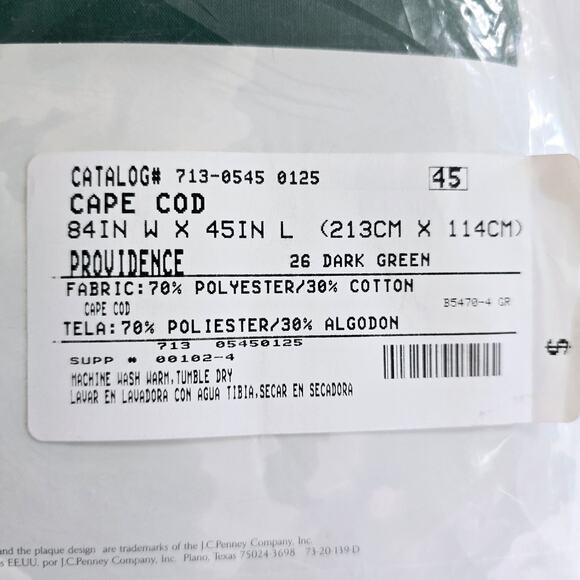 CATALOG# 713-0545 0125 45
CAPE COD
84IN W X 45IN L (213CM X 114CM)
PROVIDENCE 26 DARK GREEN
FABRIC:70% POLYESTER/30% COTTON
CAPE COD B5470-4 GR
TELA:70% POLIESTER/30% ALGODON
713 05450125
SUPP # 00102-4
MACHINE WASH WARM,TUMBLE DRY
LAVAR EN LAVADORA CON AGUA TIBIA,SECAR EN SECADORA
$
and the plaque design are trademarks of the J.C.Penney Company, Inc.
s EE.UU. por J.C.Penney Company, Inc. Plano, Texas 75024-3698 73-20-139-D